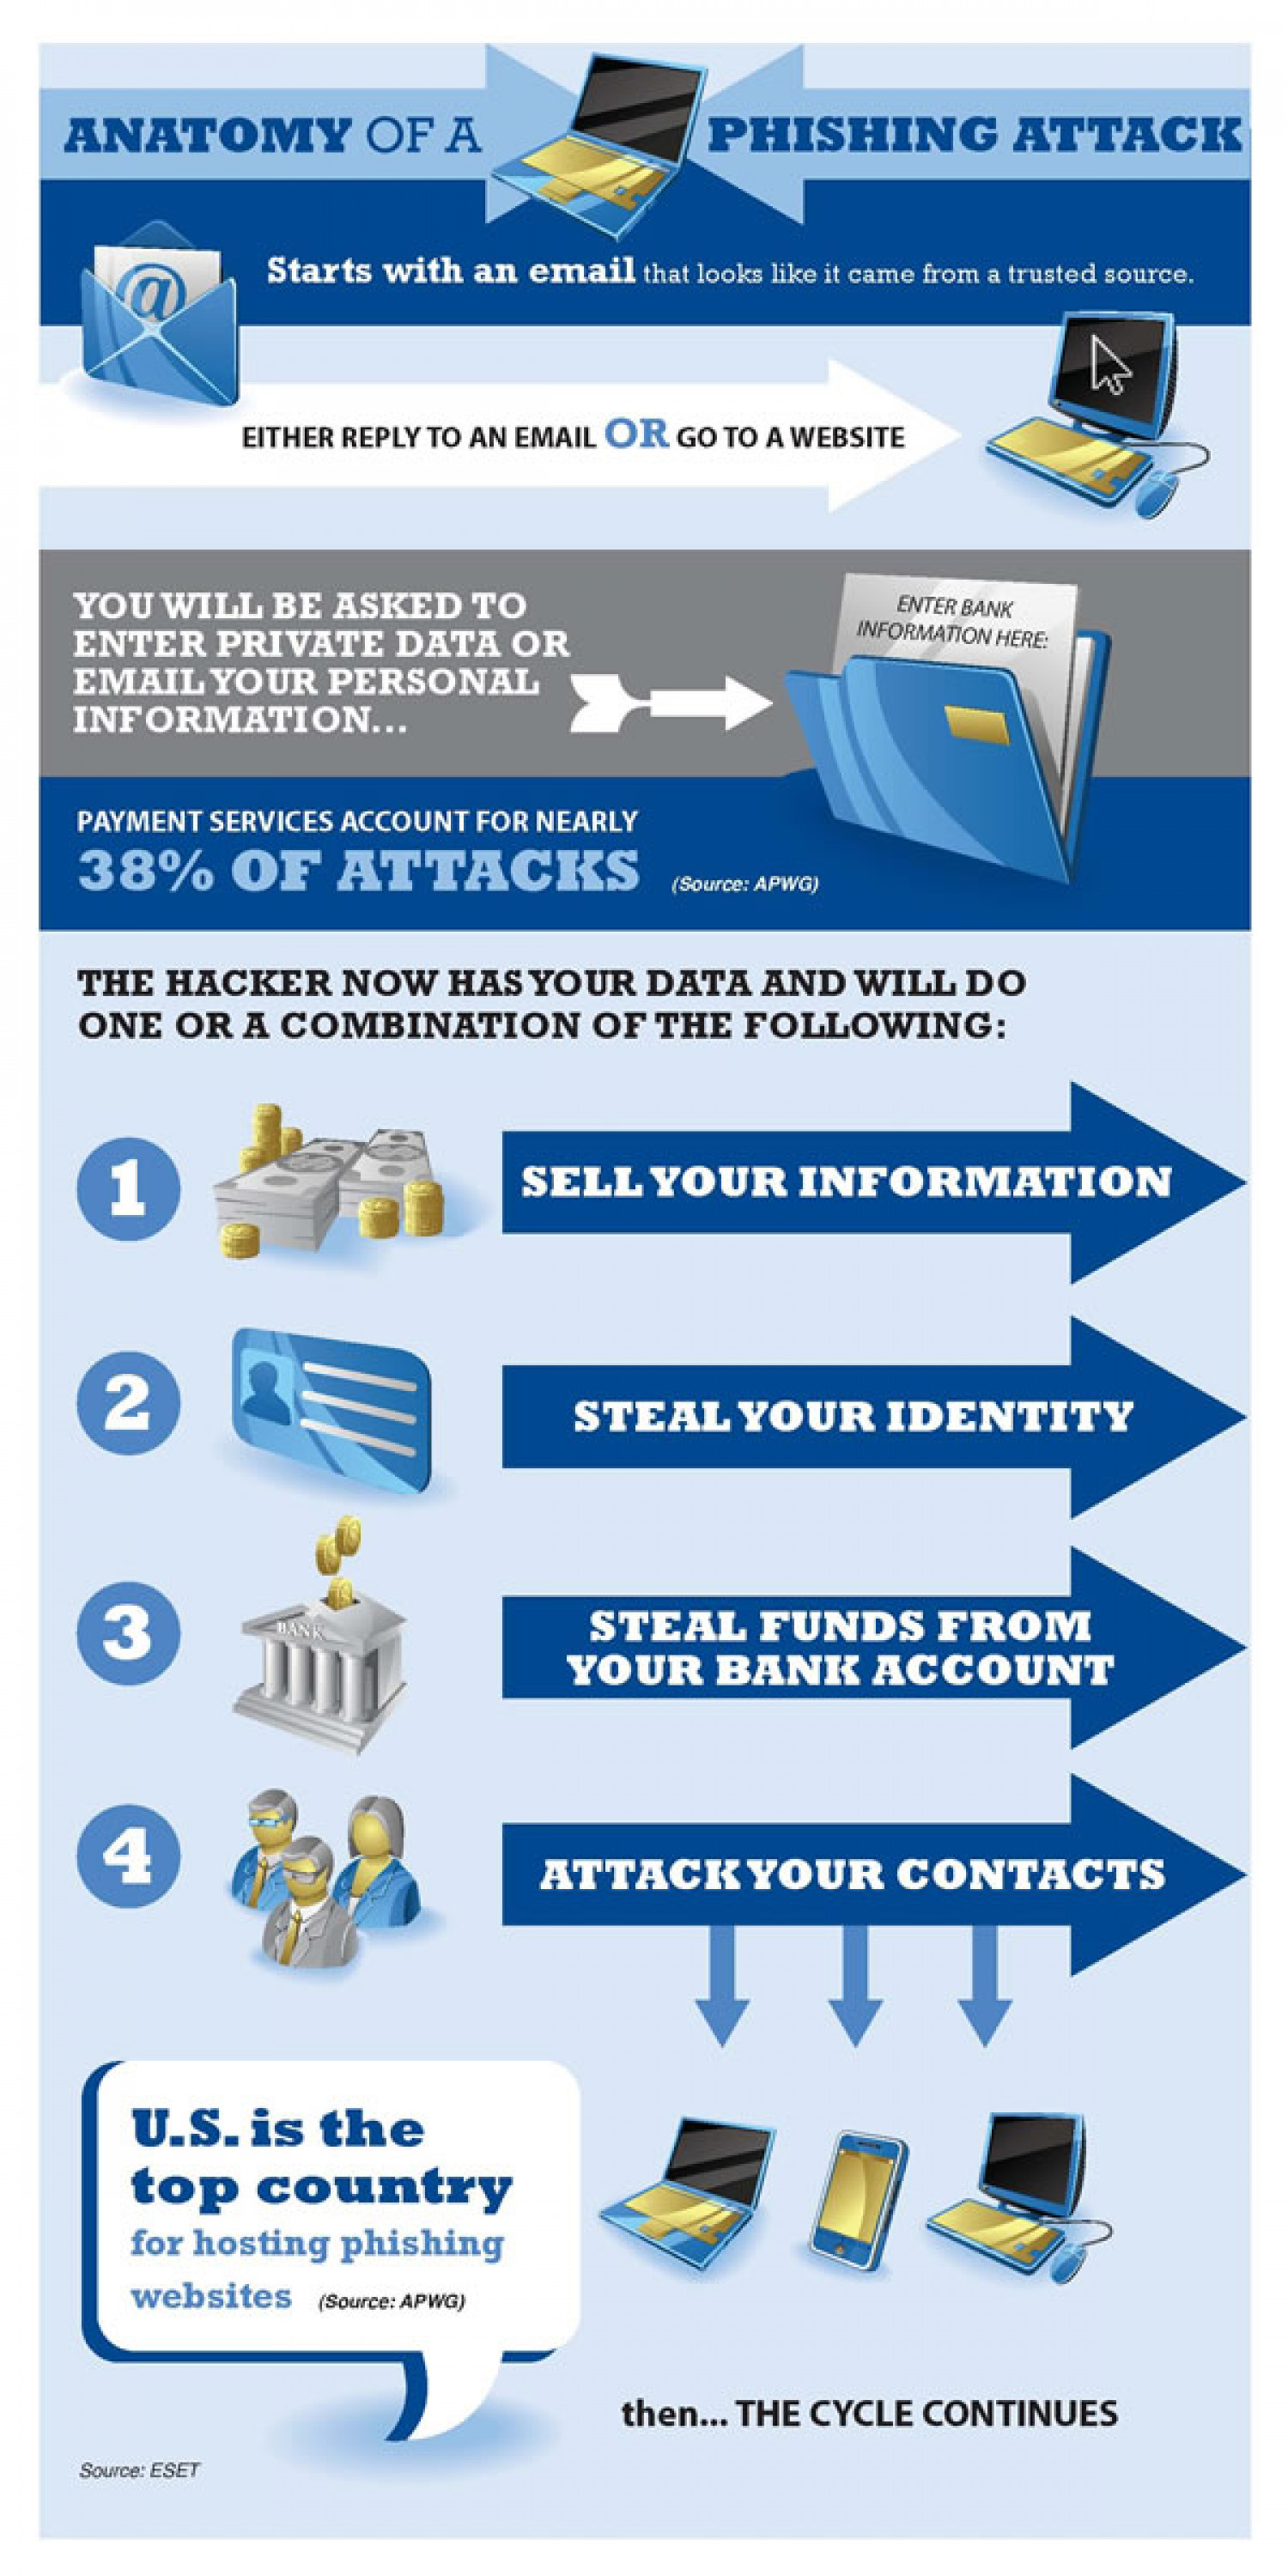 ANATOMY OF A PHISHING ATTACK
@
Starts with an email that looks like it came from a trusted source.
EITHER REPLY TO AN EMAIL OR GO TO A WEBSITE
YOU WILL BE ASKED TO
ENTER PRIVATE DATA OR
EMAIL YOUR PERSONAL
INFORMATION...
ENTER BANK
INFORMATION HERE:
PAYMENT SERVICES ACCOUNT FOR NEARLY
38% OF ATTACKS (Source: APWG)
THE HACKER NOW HAS YOUR DATA AND WILL DO
ONE OR A COMBINATION OF THE FOLLOWING:
1
SELL YOUR INFORMATION
2
STEAL YOUR IDENTITY
3
BANK
STEAL FUNDS FROM
YOUR BANK ACCOUNT
4
ATTACK YOUR CONTACTS
U.S. is the
top country
for hosting phishing
websites (Source: APWG)
then... THE CYCLE CONTINUES
Source: ESET